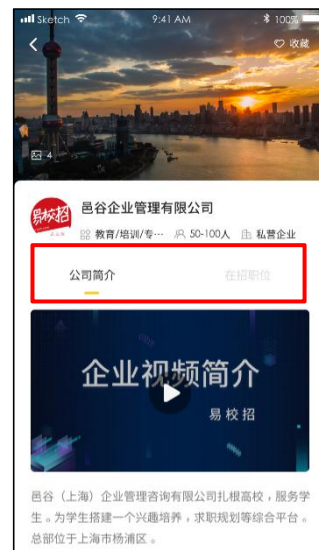 Sketch 9:41 AM 100%
收藏
4
易校招
邑谷企业管理有限公司
教育/培训/专… 50-100人 私营企业
公司简介 在招职位
企业视频简介
易校招
邑谷（上海）企业管理咨询有限公司扎根高校，服务学
生。为学生搭建一个兴趣培养，求职规划等综合平台。
总部位于上海市杨浦区。